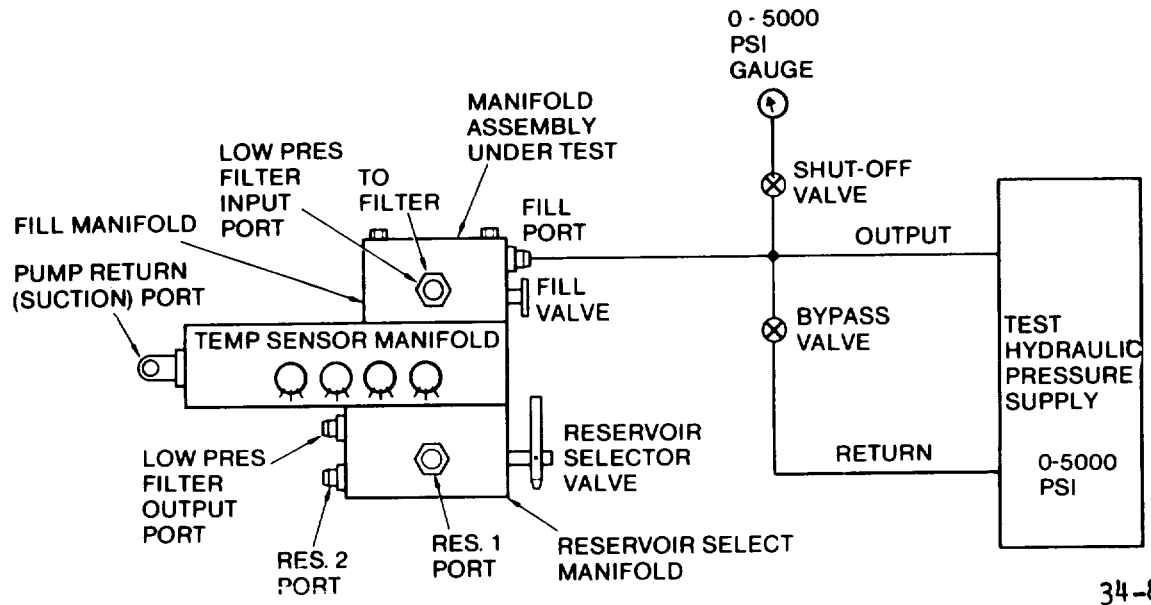 0 - 5000
PSI
GAUGE
MANIFOLD
ASSEMBLY
UNDER TEST
LOW PRES
FILTER
INPUT
PORT
TO
FILTER
SHUT-OFF
VALVE
FILL MANIFOLD
FILL
PORT
OUTPUT
PUMP RETURN
(SUCTION) PORT
FILL
VALVE
BYPASS
VALVE
TEMP SENSOR MANIFOLD
TEST
HYDRAULIC
PRESSURE
SUPPLY
0-5000
PSI
RETURN
RESERVOIR
SELECTOR
VALVE
LOW PRES
FILTER
OUTPUT
PORT
RES. 2
PORT
RES. 1
PORT
RESERVOIR SELECT
MANIFOLD